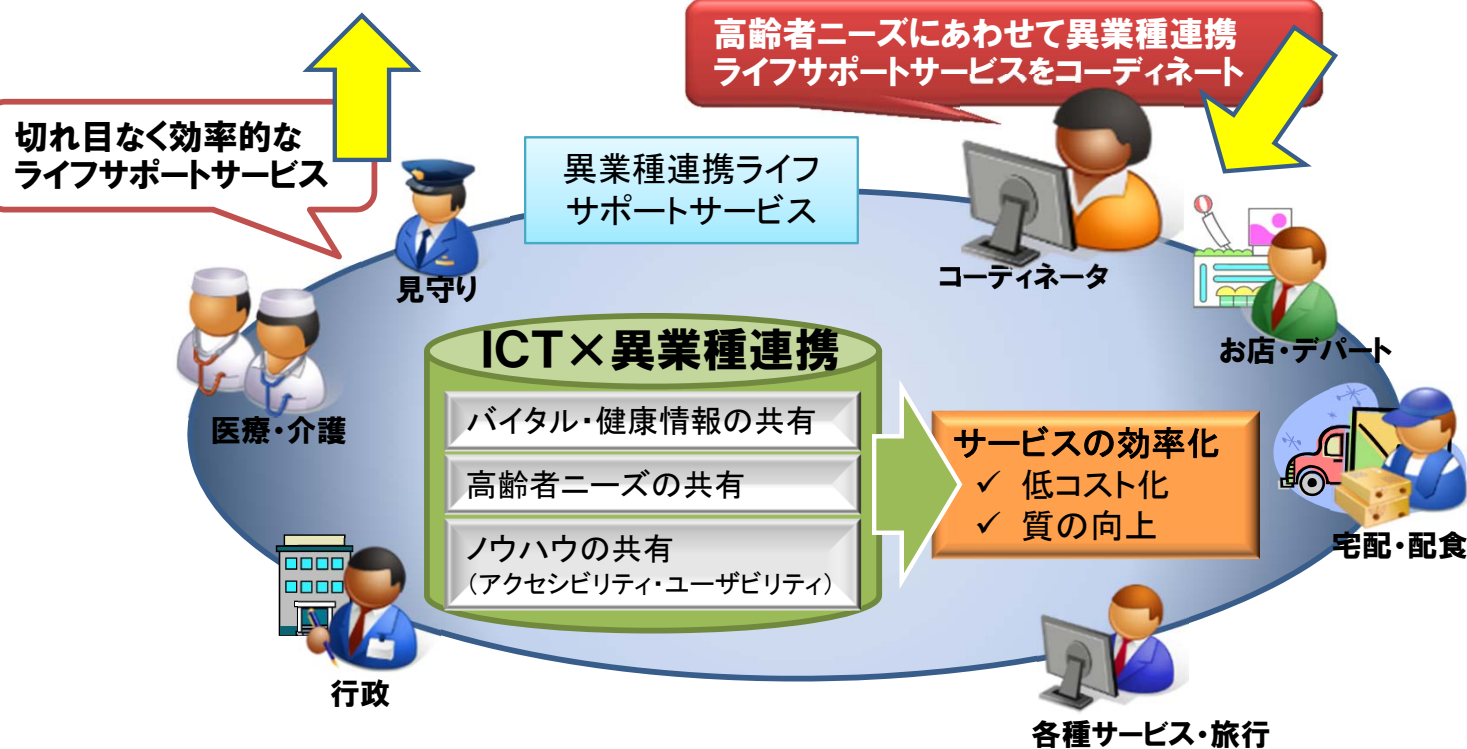 高齢者ニーズにあわせて異業種連携
ライフサポートサービスをコーディネート
切れ目なく効率的な
ライフサポートサービス
異業種連携ライフ
サポートサービス
見守り
コーディネータ
お店・デパート
医療・介護
ICT×異業種連携
バイタル・健康情報の共有
高齢者ニーズの共有
ノウハウの共有
(アクセシビリティ・ユーザビリティ)
サービスの効率化
✓ 低コスト化
✓ 質の向上
宅配・配食
行政
各種サービス・旅行